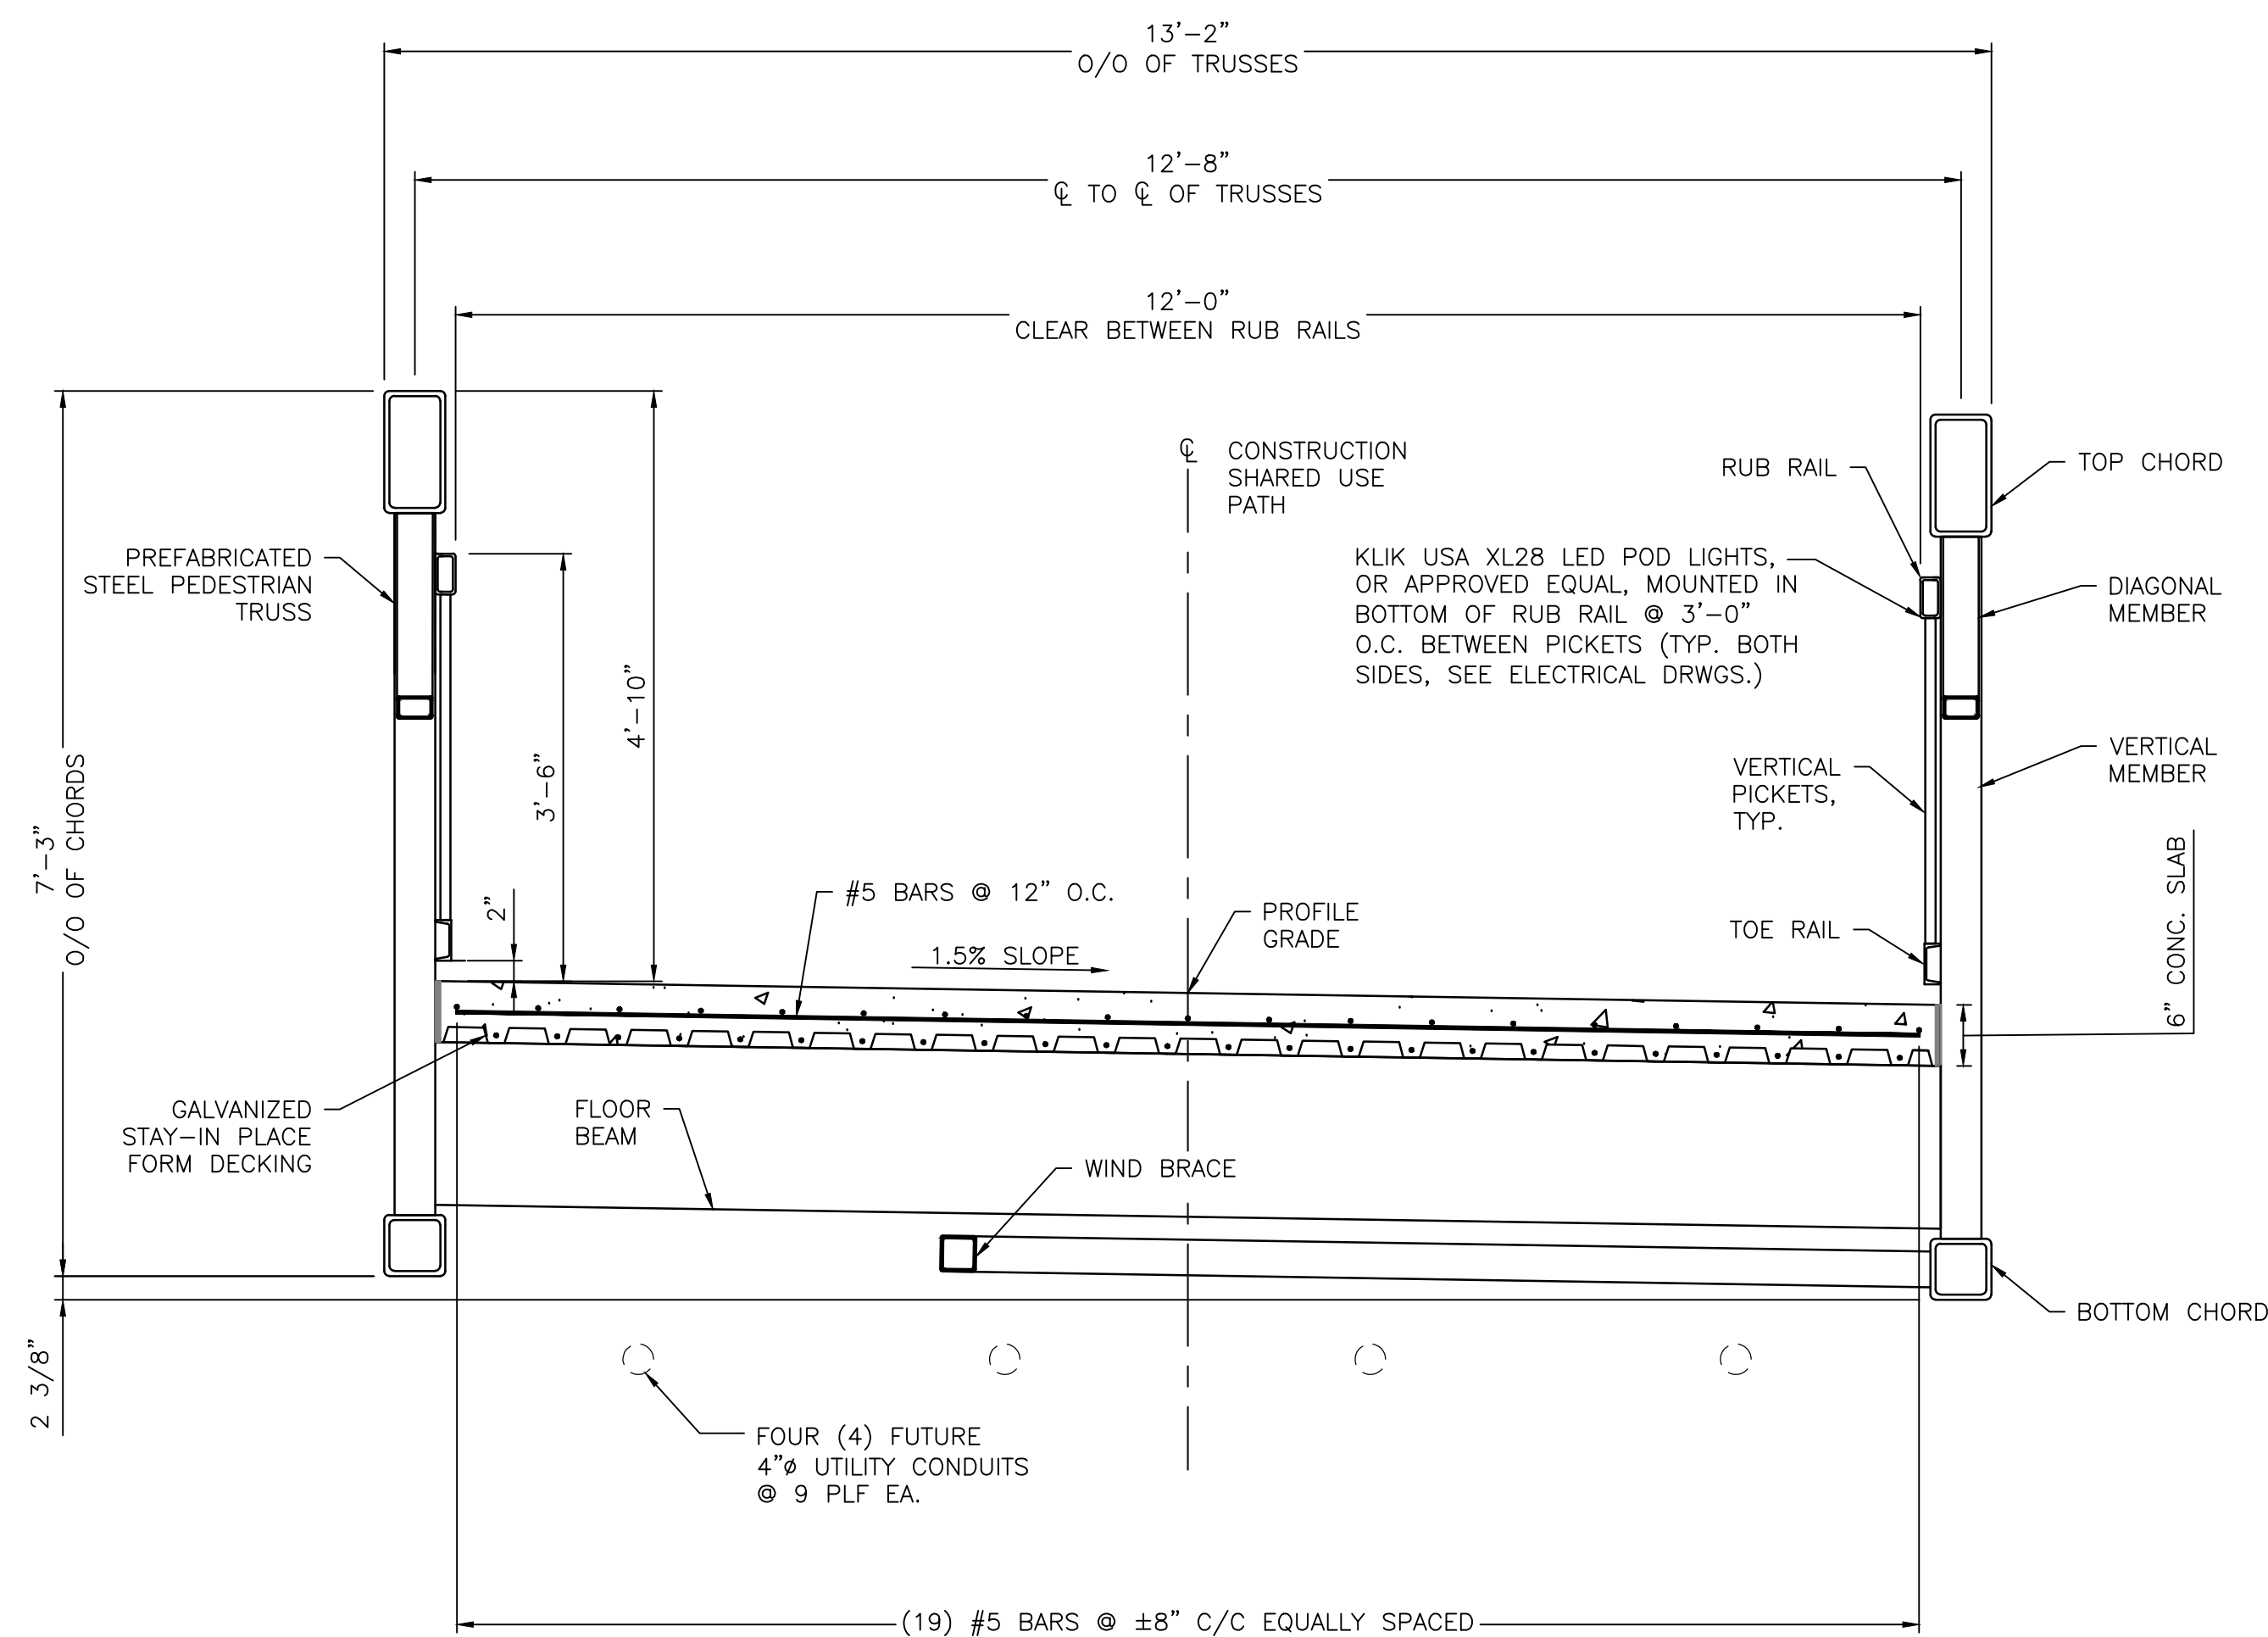 13'-2"
O/O OF TRUSSES
12'-8"
℄ TO ℄ OF TRUSSES
12'-0"
CLEAR BETWEEN RUB RAILS
℄ CONSTRUCTION
SHARED USE
PATH
RUB RAIL
TOP CHORD
PREFABRICATED
STEEL PEDESTRIAN
TRUSS
KLIK USA XL28 LED POD LIGHTS,
OR APPROVED EQUAL, MOUNTED IN
BOTTOM OF RUB RAIL @ 3'-0"
O.C. BETWEEN PICKETS (TYP. BOTH
SIDES, SEE ELECTRICAL DRWGS.)
DIAGONAL
MEMBER
4'-10"
3'-6"
7'-3"
O/O OF CHORDS
VERTICAL
MEMBER
VERTICAL
PICKETS,
TYP.
2"
#5 BARS @ 12" O.C.
PROFILE
GRADE
1.5% SLOPE
TOE RAIL
6" CONC. SLAB
GALVANIZED
STAY-IN PLACE
FORM DECKING
FLOOR
BEAM
WIND BRACE
BOTTOM CHORD
2 3/8"
FOUR (4) FUTURE
4"ø UTILITY CONDUITS
@ 9 PLF EA.
(19) #5 BARS @ ±8" C/C EQUALLY SPACED